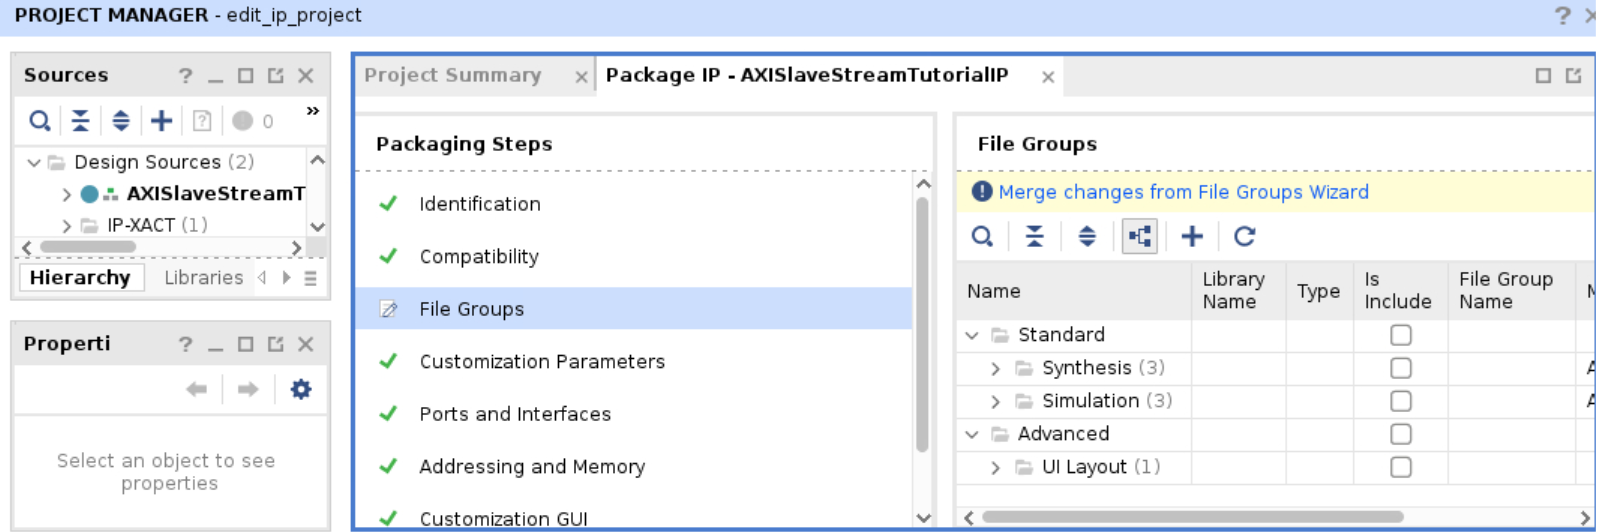 PROJECT MANAGER - edit_ip_project
Sources
0
Design Sources (2)
AXISlaveStreamT
IP-XACT (1)
Hierarchy
Libraries
Properti
Select an object to see
properties
Project Summary
Package IP - AXISlaveStreamTutorialIP
Packaging Steps
Identification
Compatibility
File Groups
Customization Parameters
Ports and Interfaces
Addressing and Memory
Customization GUI
File Groups
Merge changes from File Groups Wizard
Name
Library
Name
Type
Is
Include
File Group
Name
Standard
Synthesis (3)
Simulation (3)
Advanced
UI Layout (1)